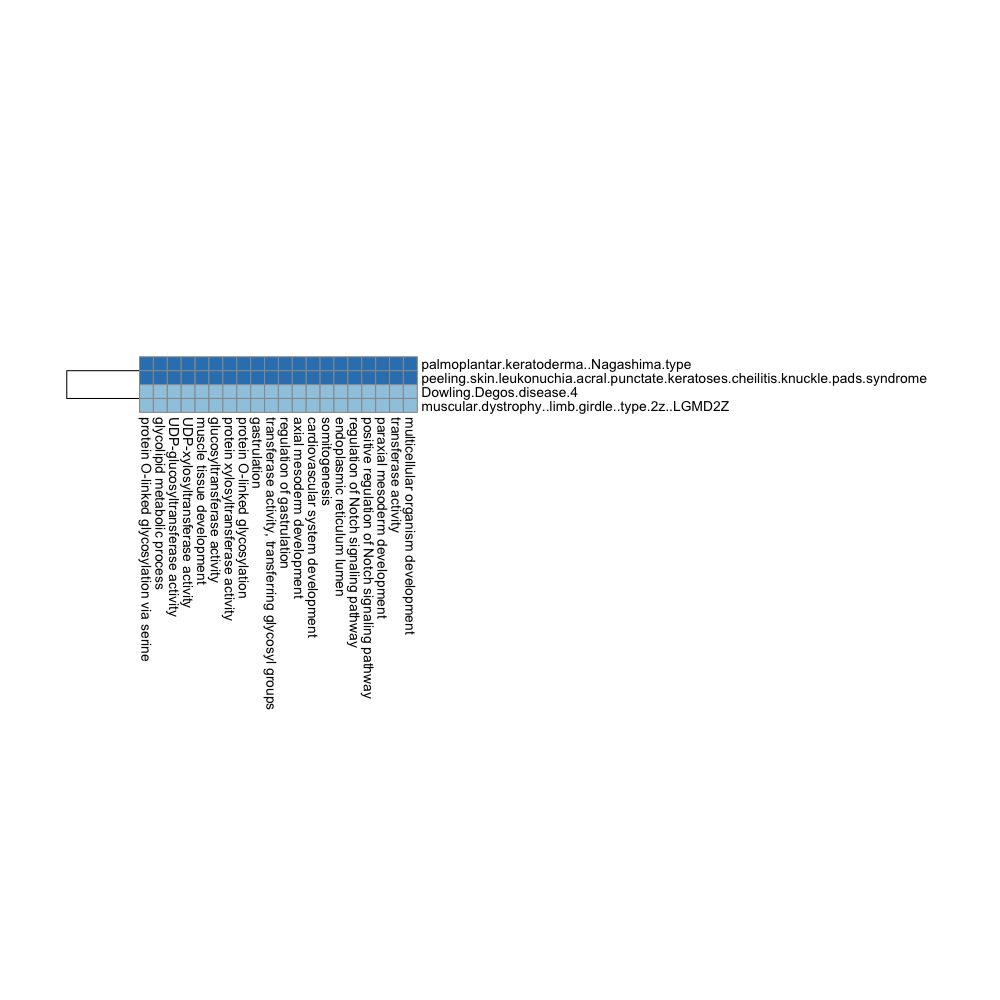 palmoplantar.keratoderma..Nagashima.type
peeling.skin.leukonuchia.acral.punctate.keratoses.cheilitis.knuckle.pads.syndrome
Dowling.Degos.disease.4
muscular.dystrophy..limb.girdle..type.2z..LGMD2Z
protein O-linked glycosylation via serine
glycolipid metabolic process
UDP-glucosyltransferase activity
UDP-xylosyltransferase activity
muscle tissue development
glucosyltransferase activity
protein xylosyltransferase activity
protein O-linked glycosylation
gastrulation
transferase activity, transferring glycosyl groups
regulation of gastrulation
axial mesoderm development
cardiovascular system development
somitogenesis
endoplasmic reticulum lumen
regulation of Notch signaling pathway
positive regulation of Notch signaling pathway
paraxial mesoderm development
transferase activity
multicellular organism development